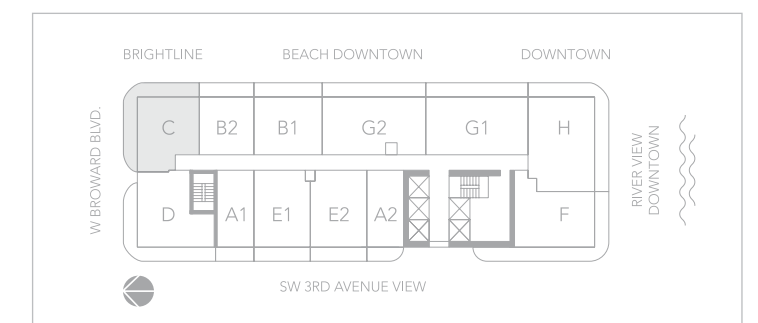 BRIGHTLINE BEACH DOWNTOWN DOWNTOWN
W BROWARD BLVD.
C B2 B1 G2 G1 H
RIVER VIEW
DOWNTOWN
D A1 E1 E2 A2 F
SW 3RD AVENUE VIEW